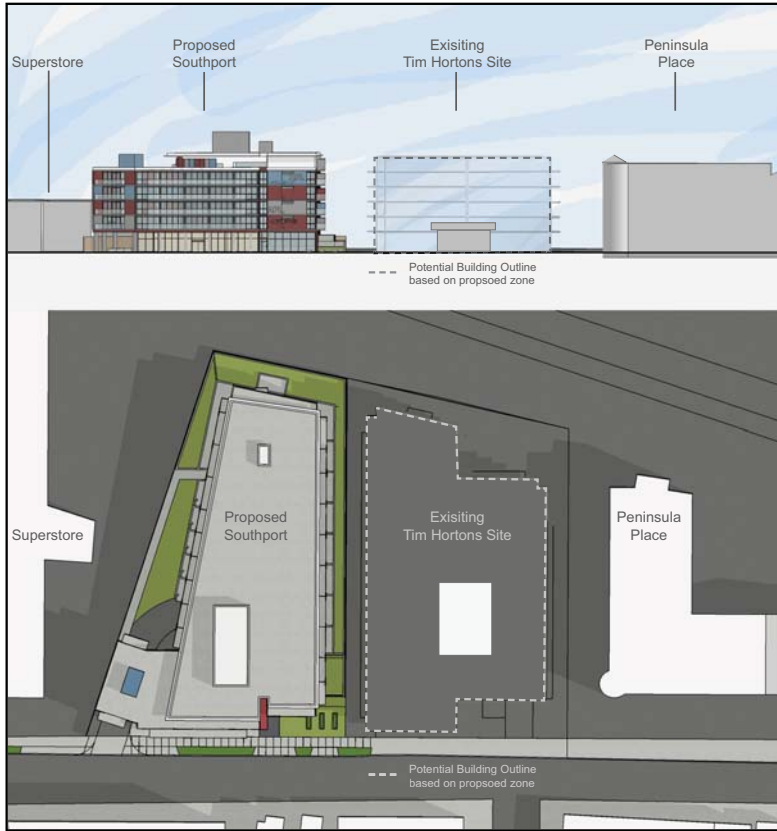 Superstore
Proposed
Southport
Exisiting
Tim Hortons Site
Peninsula
Place
Potential Building Outline
based on propsoed zone
Superstore
Proposed
Southport
Exisiting
Tim Hortons Site
Peninsula
Place
Potential Building Outline
based on propsoed zone